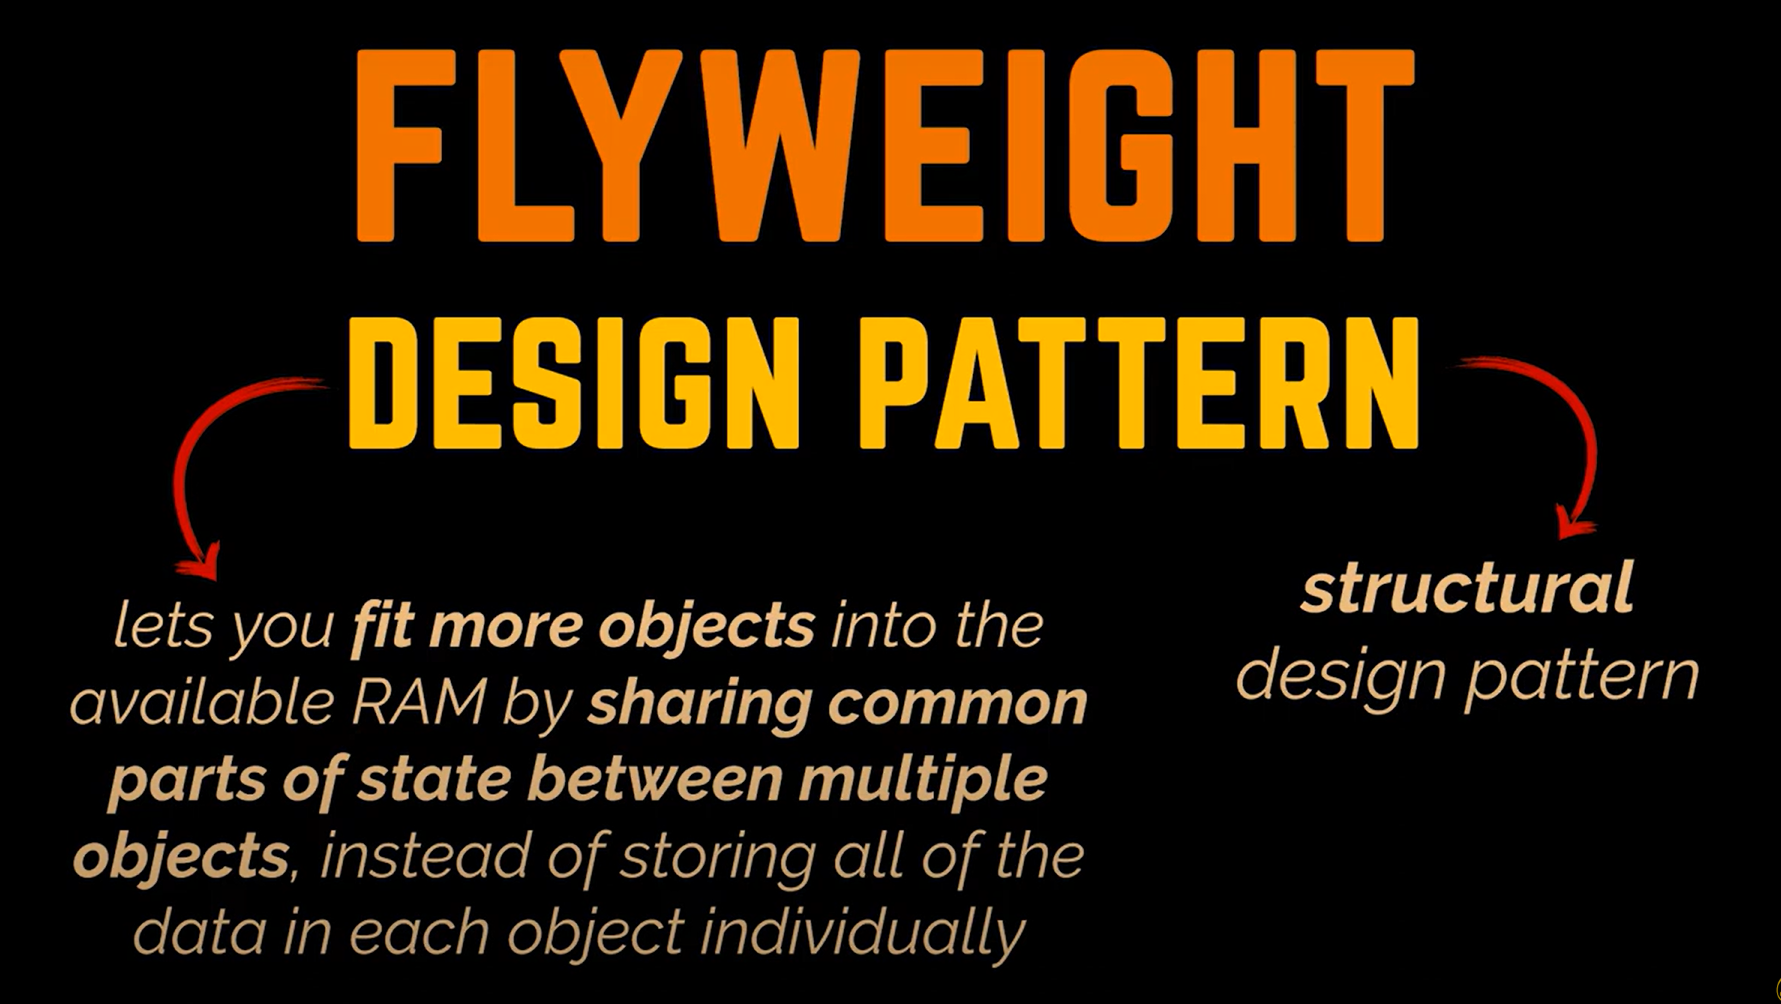 FLYWEIGHT
DESIGN PATTERN
lets you fit more objects into the
available RAM by sharing common
parts of state between multiple
objects, instead of storing all of the
data in each object individually
structural
design pattern